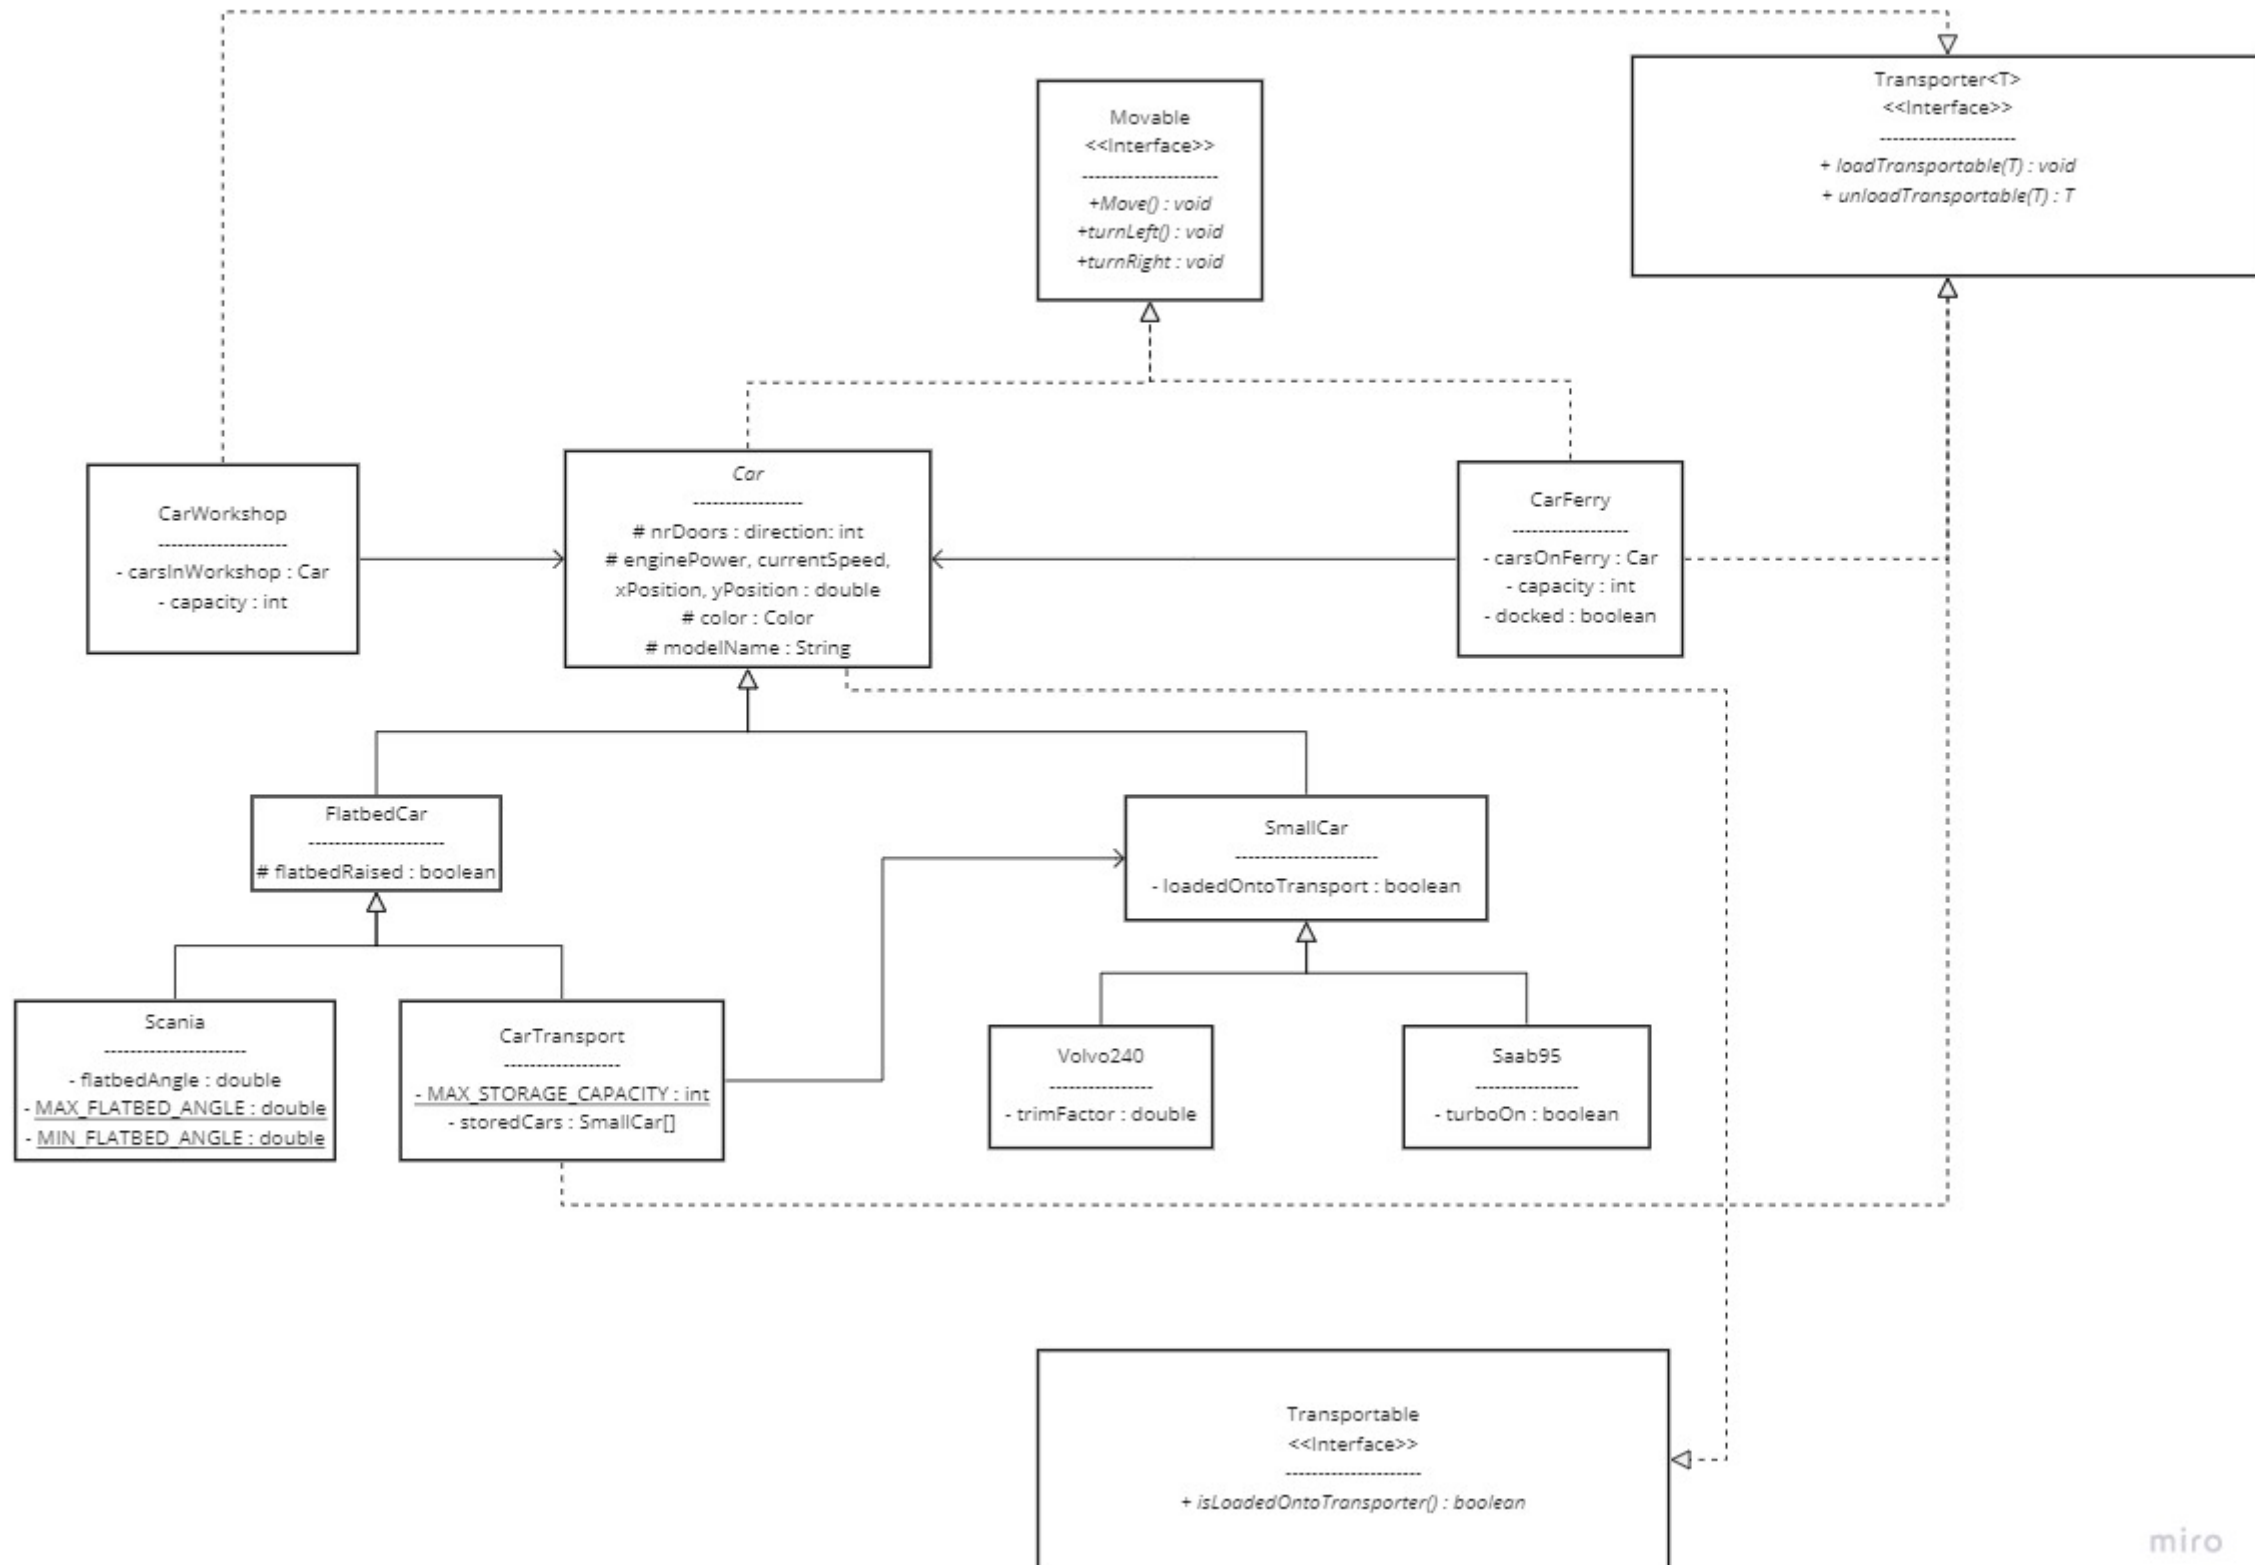 Transporter<T>
<<Interface>>
---------------------
+ loadTransportable(T) : void
+ unloadTransportable(T) : T
Movable
<<Interface>>
---------------------
+Move() : void
+turnLeft() : void
+turnRight : void
CarWorkshop
--------------------
- carsInWorkshop : Car
- capacity : int
Car
-----------------
# nrDoors : direction: int
# enginePower, currentSpeed,
xPosition, yPosition : double
# color : Color
# modelName : String
CarFerry
------------------
- carsOnFerry : Car
- capacity : int
- docked : boolean
FlatbedCar
---------------------
# flatbedRaised : boolean
SmallCar
----------------------
- loadedOntoTransport : boolean
Scania
----------------------
- flatbedAngle : double
- MAX_FLATBED_ANGLE : double
- MIN_FLATBED_ANGLE : double
CarTransport
------------------
- MAX_STORAGE_CAPACITY : int
- storedCars : SmallCar[]
Volvo240
----------------
- trimFactor : double
Saab95
----------------
- turboOn : boolean
Transportable
<<Interface>>
---------------------
+ isLoadedOntoTransporter() : boolean
miro